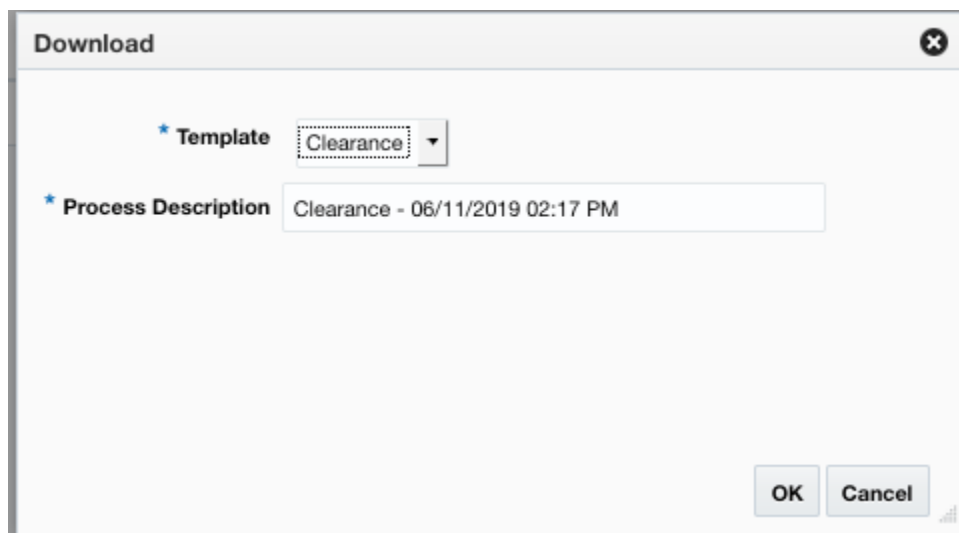 Download
* Template Clearance
* Process Description Clearance - 06/11/2019 02:17 PM
OK Cancel